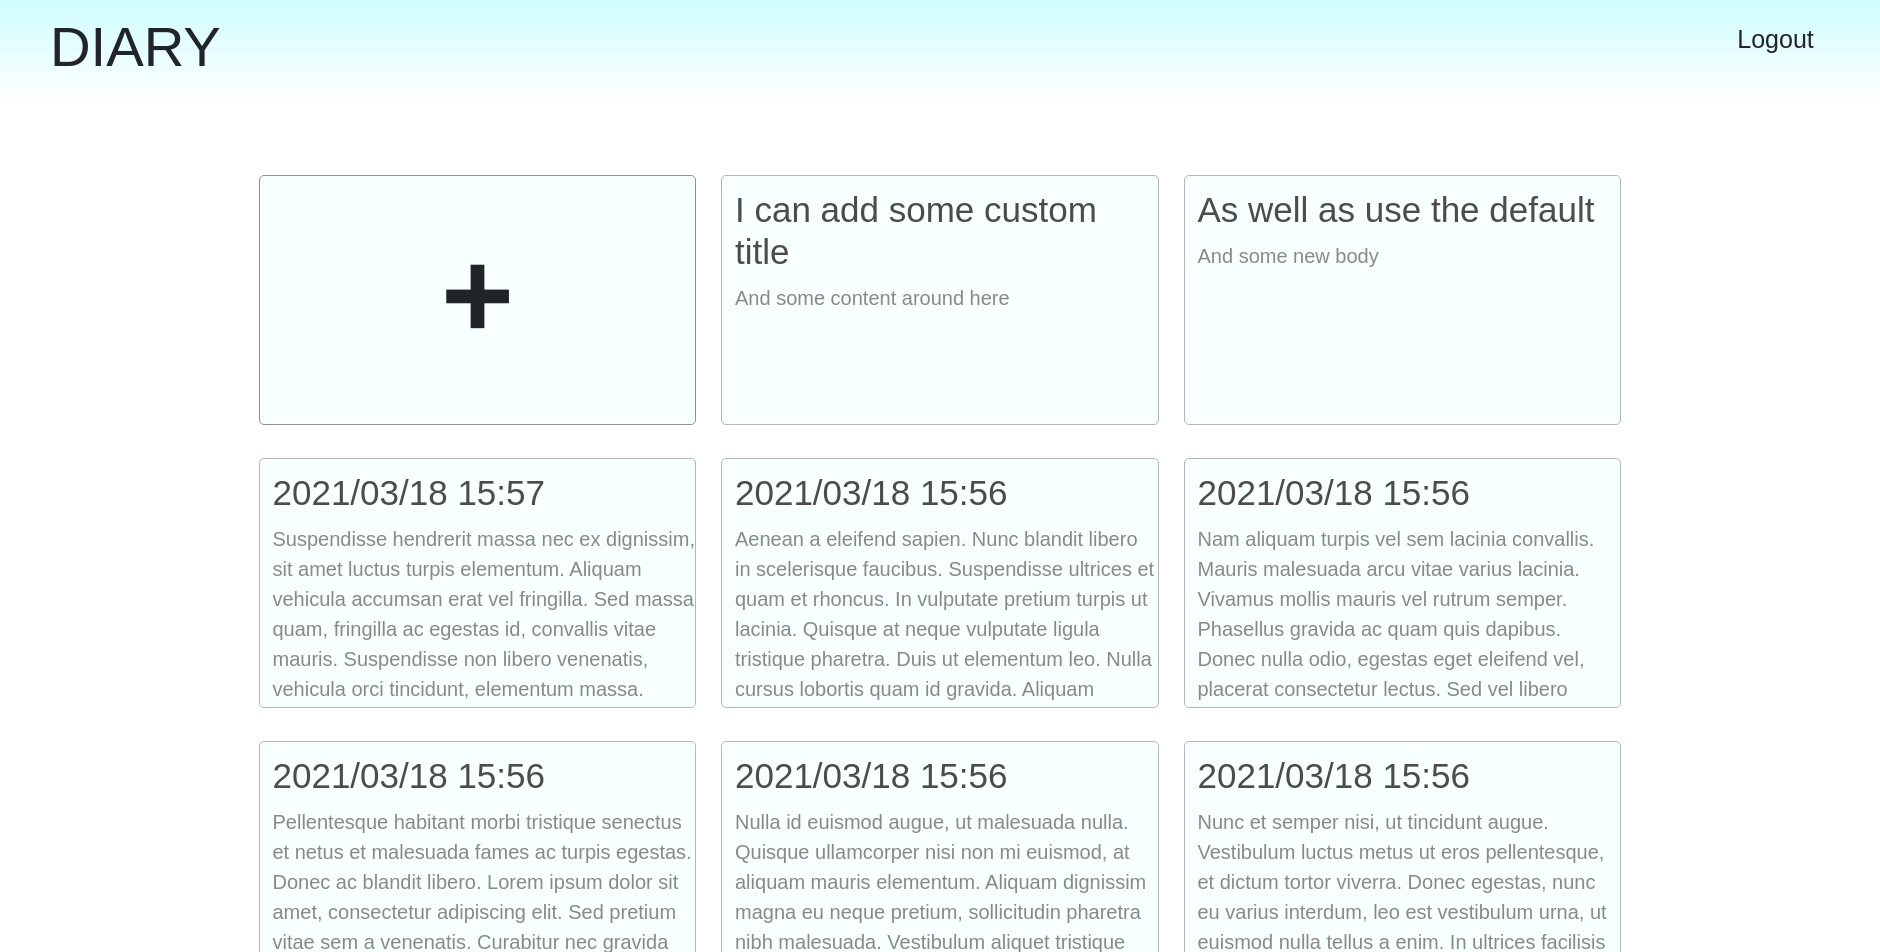 DIARY
Logout
+
I can add some custom
title
And some content around here
As well as use the default
And some new body
2021/03/18 15:57
Suspendisse hendrerit massa nec ex dignissim,
sit amet luctus turpis elementum. Aliquam
vehicula accumsan erat vel fringilla. Sed massa
quam, fringilla ac egestas id, convallis vitae
mauris. Suspendisse non libero venenatis,
vehicula orci tincidunt, elementum massa.
2021/03/18 15:56
Aenean a eleifend sapien. Nunc blandit libero
in scelerisque faucibus. Suspendisse ultrices et
quam et rhoncus. In vulputate pretium turpis ut
lacinia. Quisque at neque vulputate ligula
tristique pharetra. Duis ut elementum leo. Nulla
cursus lobortis quam id gravida. Aliquam
2021/03/18 15:56
Nam aliquam turpis vel sem lacinia convallis.
Mauris malesuada arcu vitae varius lacinia.
Vivamus mollis mauris vel rutrum semper.
Phasellus gravida ac quam quis dapibus.
Donec nulla odio, egestas eget eleifend vel,
placerat consectetur lectus. Sed vel libero
2021/03/18 15:56
Pellentesque habitant morbi tristique senectus
et netus et malesuada fames ac turpis egestas.
Donec ac blandit libero. Lorem ipsum dolor sit
amet, consectetur adipiscing elit. Sed pretium
vitae sem a venenatis. Curabitur nec gravida
2021/03/18 15:56
Nulla id euismod augue, ut malesuada nulla.
Quisque ullamcorper nisi non mi euismod, at
aliquam mauris elementum. Aliquam dignissim
magna eu neque pretium, sollicitudin pharetra
nibh malesuada. Vestibulum aliquet tristique
2021/03/18 15:56
Nunc et semper nisi, ut tincidunt augue.
Vestibulum luctus metus ut eros pellentesque,
et dictum tortor viverra. Donec egestas, nunc
eu varius interdum, leo est vestibulum urna, ut
euismod nulla tellus a enim. In ultrices facilisis